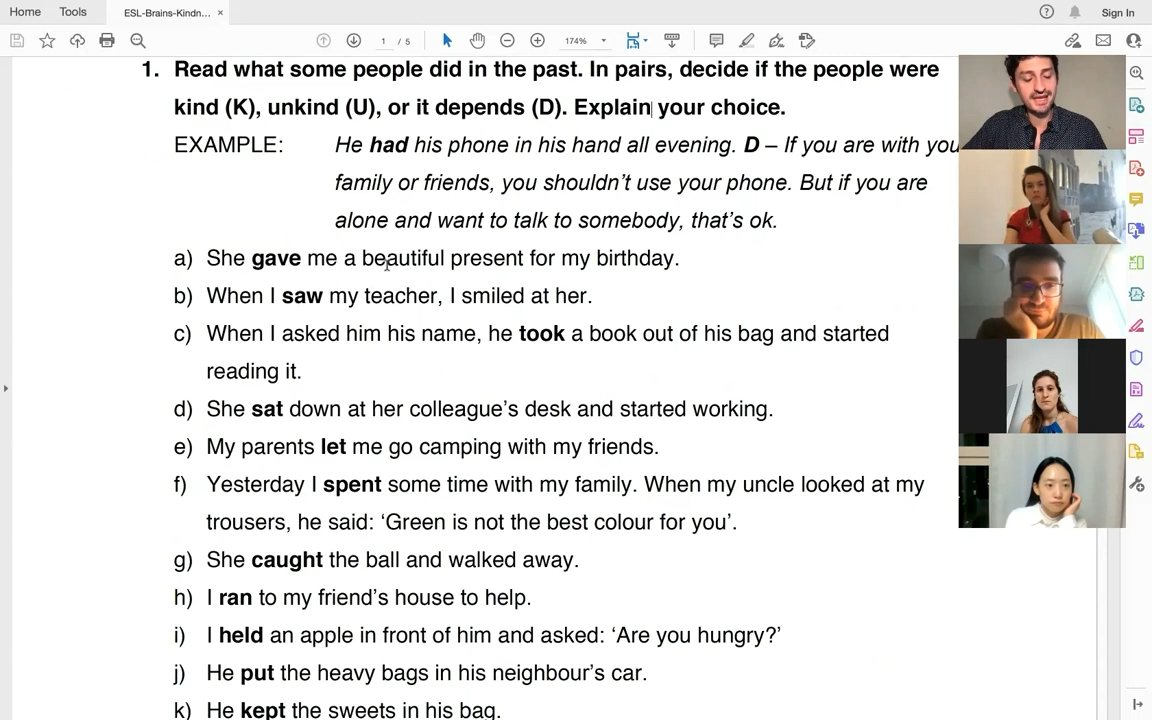 Home Tools ESL-Brains-Kindn... × Sign In
1 / 5 174%
1. Read what some people did in the past. In pairs, decide if the people were
kind (K), unkind (U), or it depends (D). Explain your choice.
EXAMPLE: He had his phone in his hand all evening. D – If you are with you
family or friends, you shouldn't use your phone. But if you are
alone and want to talk to somebody, that's ok.
a) She gave me a beautiful present for my birthday.
b) When I saw my teacher, I smiled at her.
c) When I asked him his name, he took a book out of his bag and started
reading it.
d) She sat down at her colleague's desk and started working.
e) My parents let me go camping with my friends.
f) Yesterday I spent some time with my family. When my uncle looked at my
trousers, he said: ‘Green is not the best colour for you’.
g) She caught the ball and walked away.
h) I ran to my friend's house to help.
i) I held an apple in front of him and asked: ‘Are you hungry?’
j) He put the heavy bags in his neighbour's car.
k) He kept the sweets in his bag.